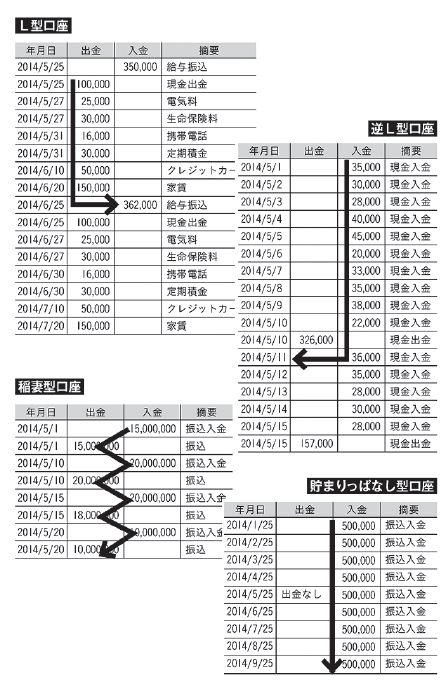 L型口座
年月日 出金 入金 摘要
2014/5/25 350,000 給与振込
2014/5/25 100,000 現金出金
2014/5/27 25,000 電気料
2014/5/27 30,000 生命保険料
2014/5/31 16,000 携帯電話
2014/5/31 30,000 定期積金
2014/6/10 50,000 クレジットカー
2014/6/20 150,000 家賃
2014/6/25 362,000 給与振込
2014/6/25 100,000 現金出金
2014/6/27 25,000 電気料
2014/6/27 30,000 生命保険料
2014/6/30 16,000 携帯電話
2014/6/30 30,000 定期積金
2014/7/10 50,000 クレジットカー
2014/7/20 150,000 家賃
逆L型口座
年月日 出金 入金 摘要
2014/5/1 35,000 現金入金
2014/5/2 30,000 現金入金
2014/5/3 28,000 現金入金
2014/5/4 40,000 現金入金
2014/5/5 45,000 現金入金
2014/5/6 20,000 現金入金
2014/5/7 33,000 現金入金
2014/5/8 35,000 現金入金
2014/5/9 38,000 現金入金
2014/5/10 22,000 現金入金
2014/5/10 326,000 現金出金
2014/5/11 36,000 現金入金
2014/5/12 35,000 現金入金
2014/5/13 28,000 現金入金
2014/5/14 30,000 現金入金
2014/5/15 28,000 現金入金
2014/5/15 157,000 現金出金
稲妻型口座
年月日 出金 入金 摘要
2014/5/1 15,000,000 振込入金
2014/5/1 15,000,000 振込
2014/5/10 20,000,000 振込入金
2014/5/10 20,000,000 振込
2014/5/15 20,000,000 振込入金
2014/5/15 18,000,000 振込
2014/5/20 0,000,000 振込入金
2014/5/20 10,000,000 振込
貯まりっぱなし型口座
年月日 出金 入金 摘要
2014/1/25 500,000 振込入金
2014/2/25 500,000 振込入金
2014/3/25 500,000 振込入金
2014/4/25 500,000 振込入金
2014/5/25 出金なし 500,000 振込入金
2014/6/25 500,000 振込入金
2014/7/25 500,000 振込入金
2014/8/25 500,000 振込入金
2014/9/25 500,000 振込入金